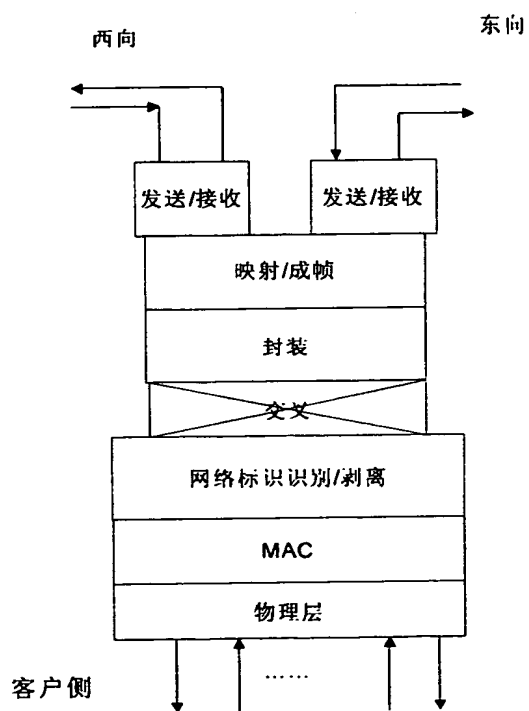 西向
东向
发送/接收
发送/接收
映射/成帧
封装
交叉
网络标识识别/剥离
MAC
物理层
……
客户侧